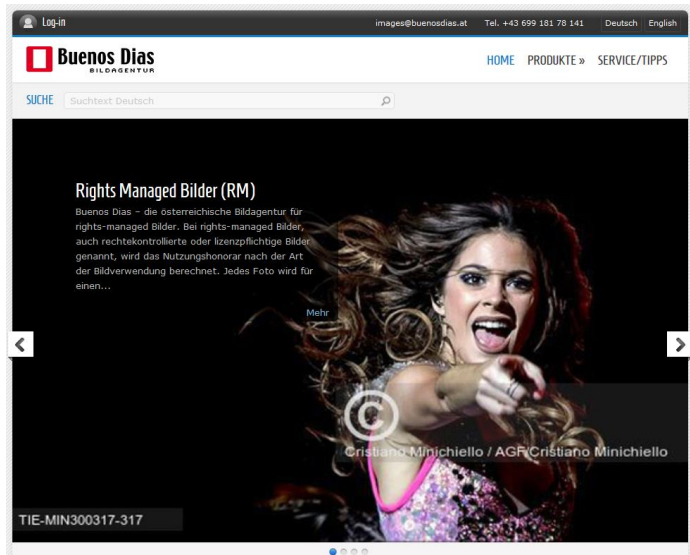 Log-in
images@buenosdias.at Tel. +43 699 181 78 141 Deutsch English
Buenos Dias
BILDAGENTUR
HOME PRODUKTE » SERVICE/TIPPS
SUCHE Suchtext Deutsch
Rights Managed Bilder (RM)
Buenos Dias – die österreichische Bildagentur für
rights-managed Bilder. Bei rights-managed Bilder,
auch rechtekontrollierte oder lizenzpflichtige Bilder
genannt, wird das Nutzungshonorar nach der Art
der Bildverwendung berechnet. Jedes Foto wird für
einen...
Mehr
©
Cristiano Minichiello / AGF/Cristiano Minichiello
TIE-MIN300317-317